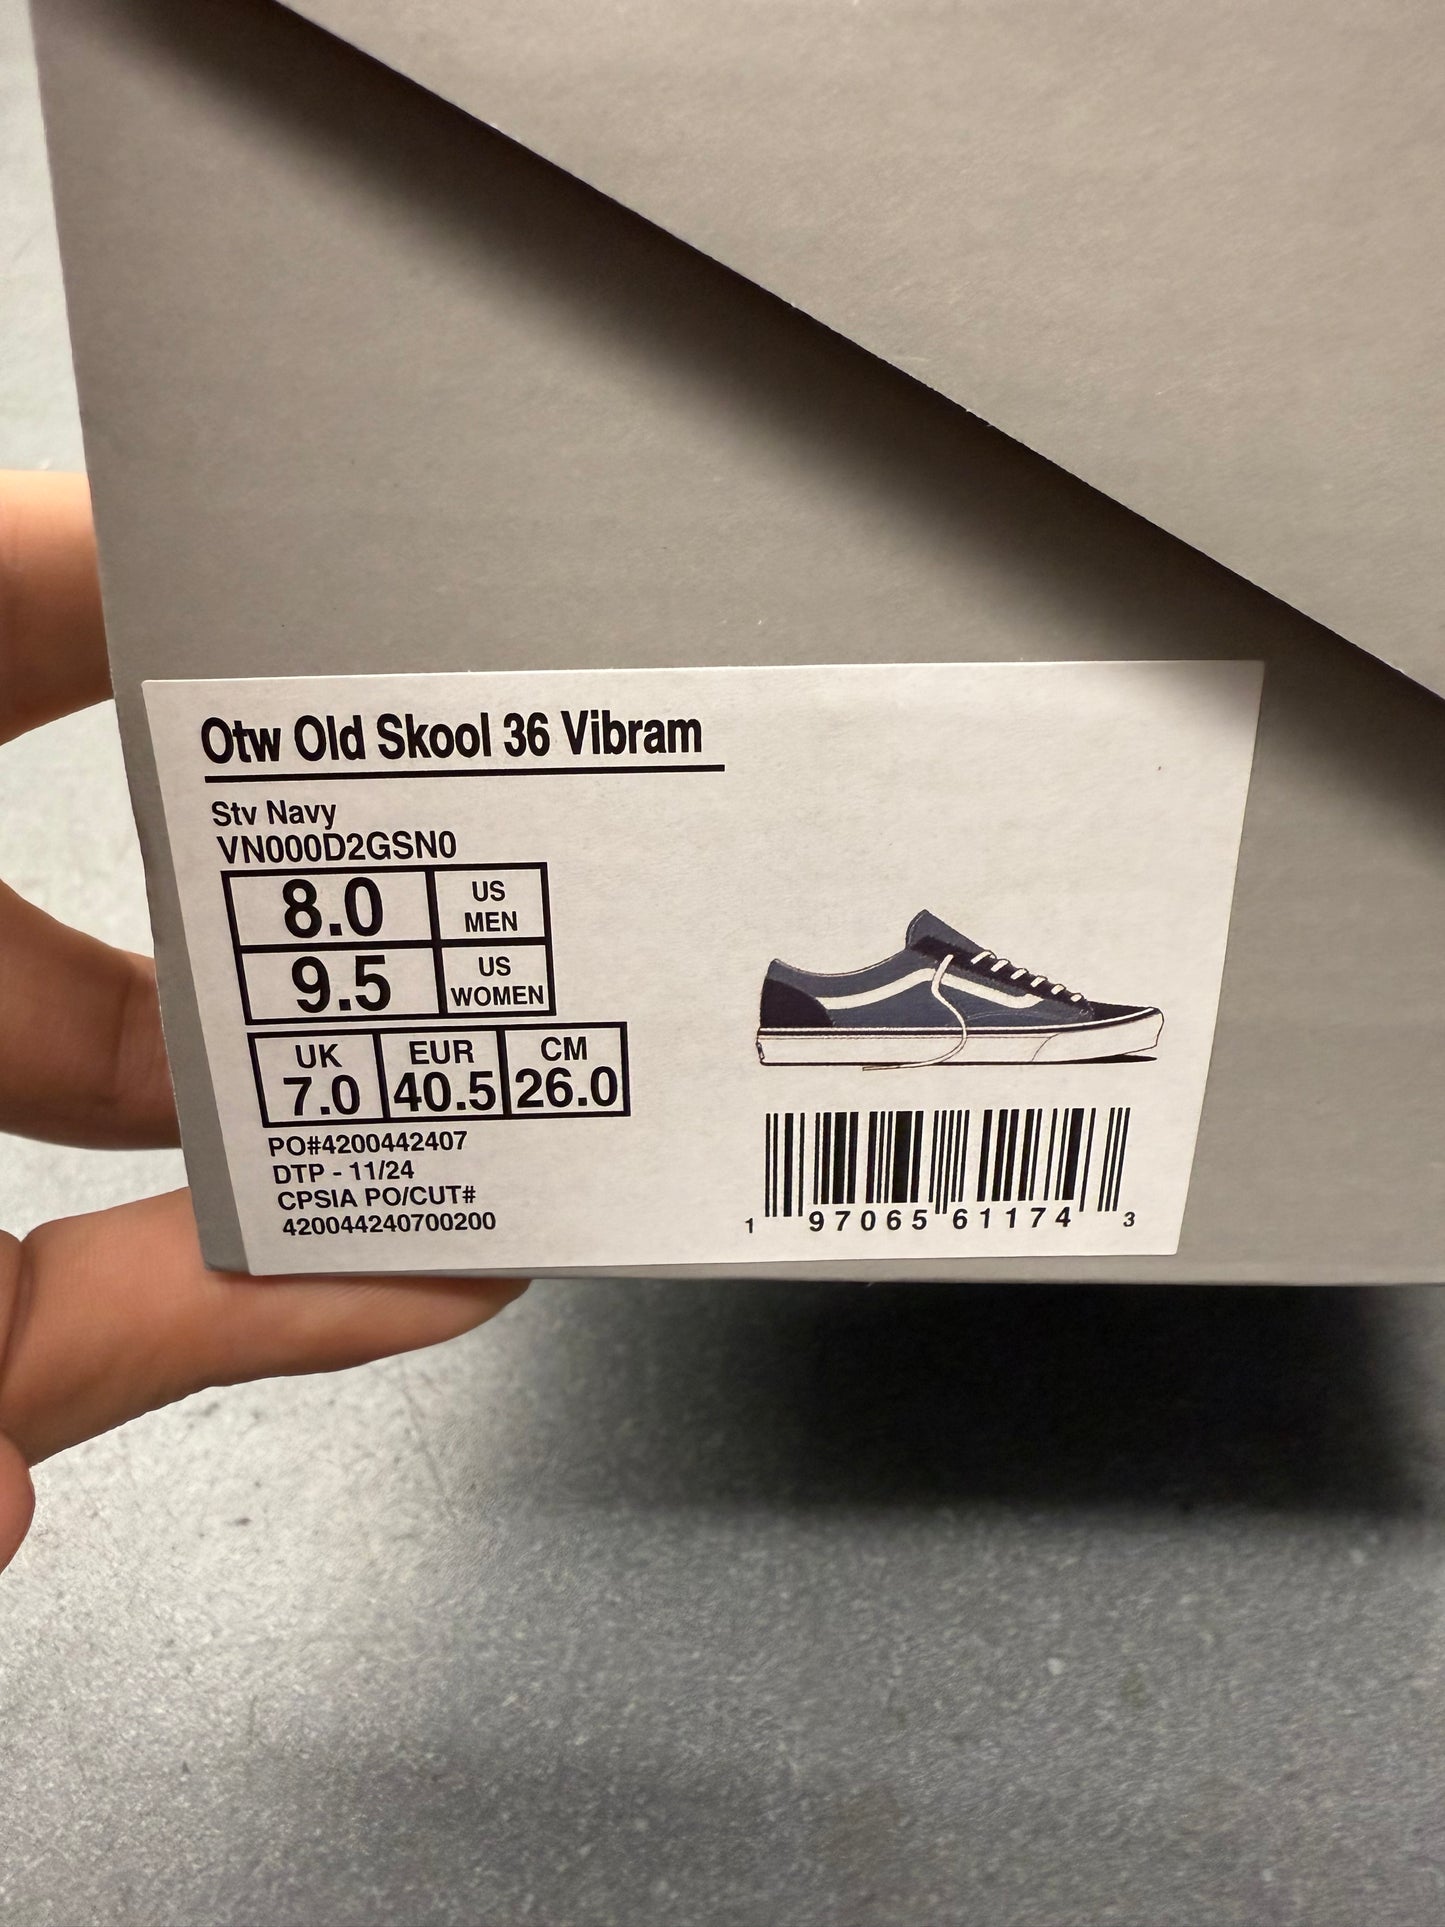 Otw Old Skool 36 Vibram
Stv Navy
VN000D2GSN0
8.0 US MEN
9.5 US WOMEN
UK EUR CM
7.0 40.5 26.0
PO#4200442407
DTP - 11/24
CPSIA PO/CUT#
420044240700200
1 97065 61174 3